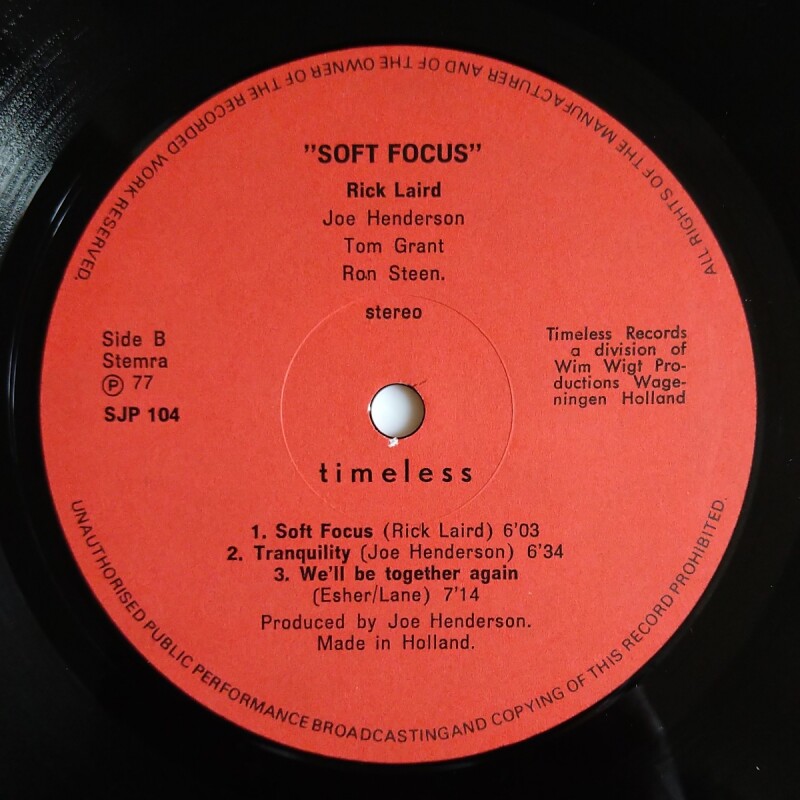 ALL RIGHTS OF THE MANUFACTURER AND OF THE OWNER OF THE RECORDED WORK RESERVED.
"SOFT FOCUS"
Rick Laird
Joe Henderson
Tom Grant
Ron Steen.
stereo
Side B
Stemra
Ⓟ 77
SJP 104
Timeless Records
a division of
Wim Wigt Pro-
ductions Wage-
ningen Holland
timeless
1. Soft Focus (Rick Laird) 6'03
2. Tranquility (Joe Henderson) 6'34
3. We'll be together again
(Esher/Lane) 7'14
Produced by Joe Henderson.
Made in Holland.
UNAUTHORISED PUBLIC PERFORMANCE BROADCASTINGAND COPYING OF THIS RECORD PROHIBITED.